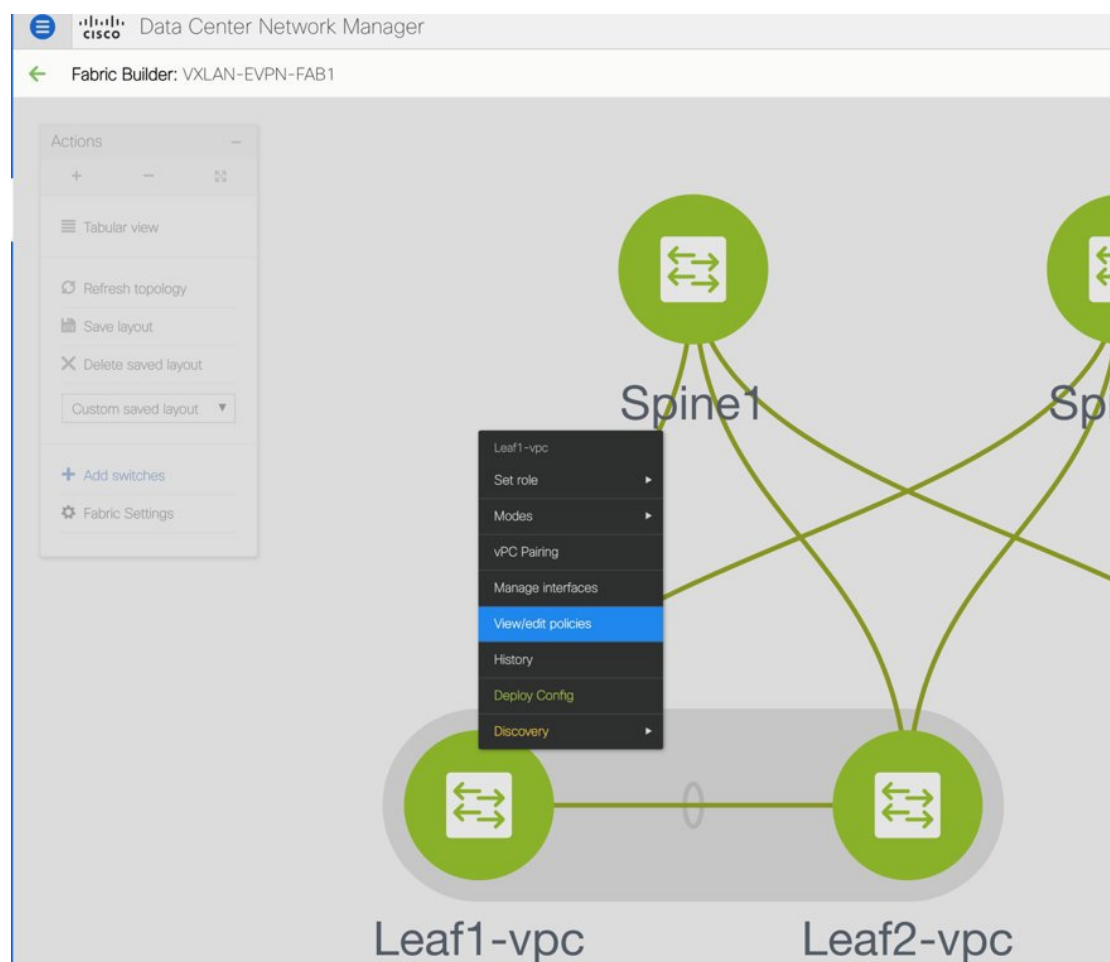 CISCO Data Center Network Manager
Fabric Builder: VXLAN-EVPN-FAB1
Actions
Tabular view
Refresh topology
Save layout
Delete saved layout
Custom saved layout
Add switches
Fabric Settings
Spine1
Spi
Leaf1-vpc
Set role
Modes
vPC Pairing
Manage interfaces
View/edit policies
History
Deploy Config
Discovery
Leaf1-vpc
Leaf2-vpc